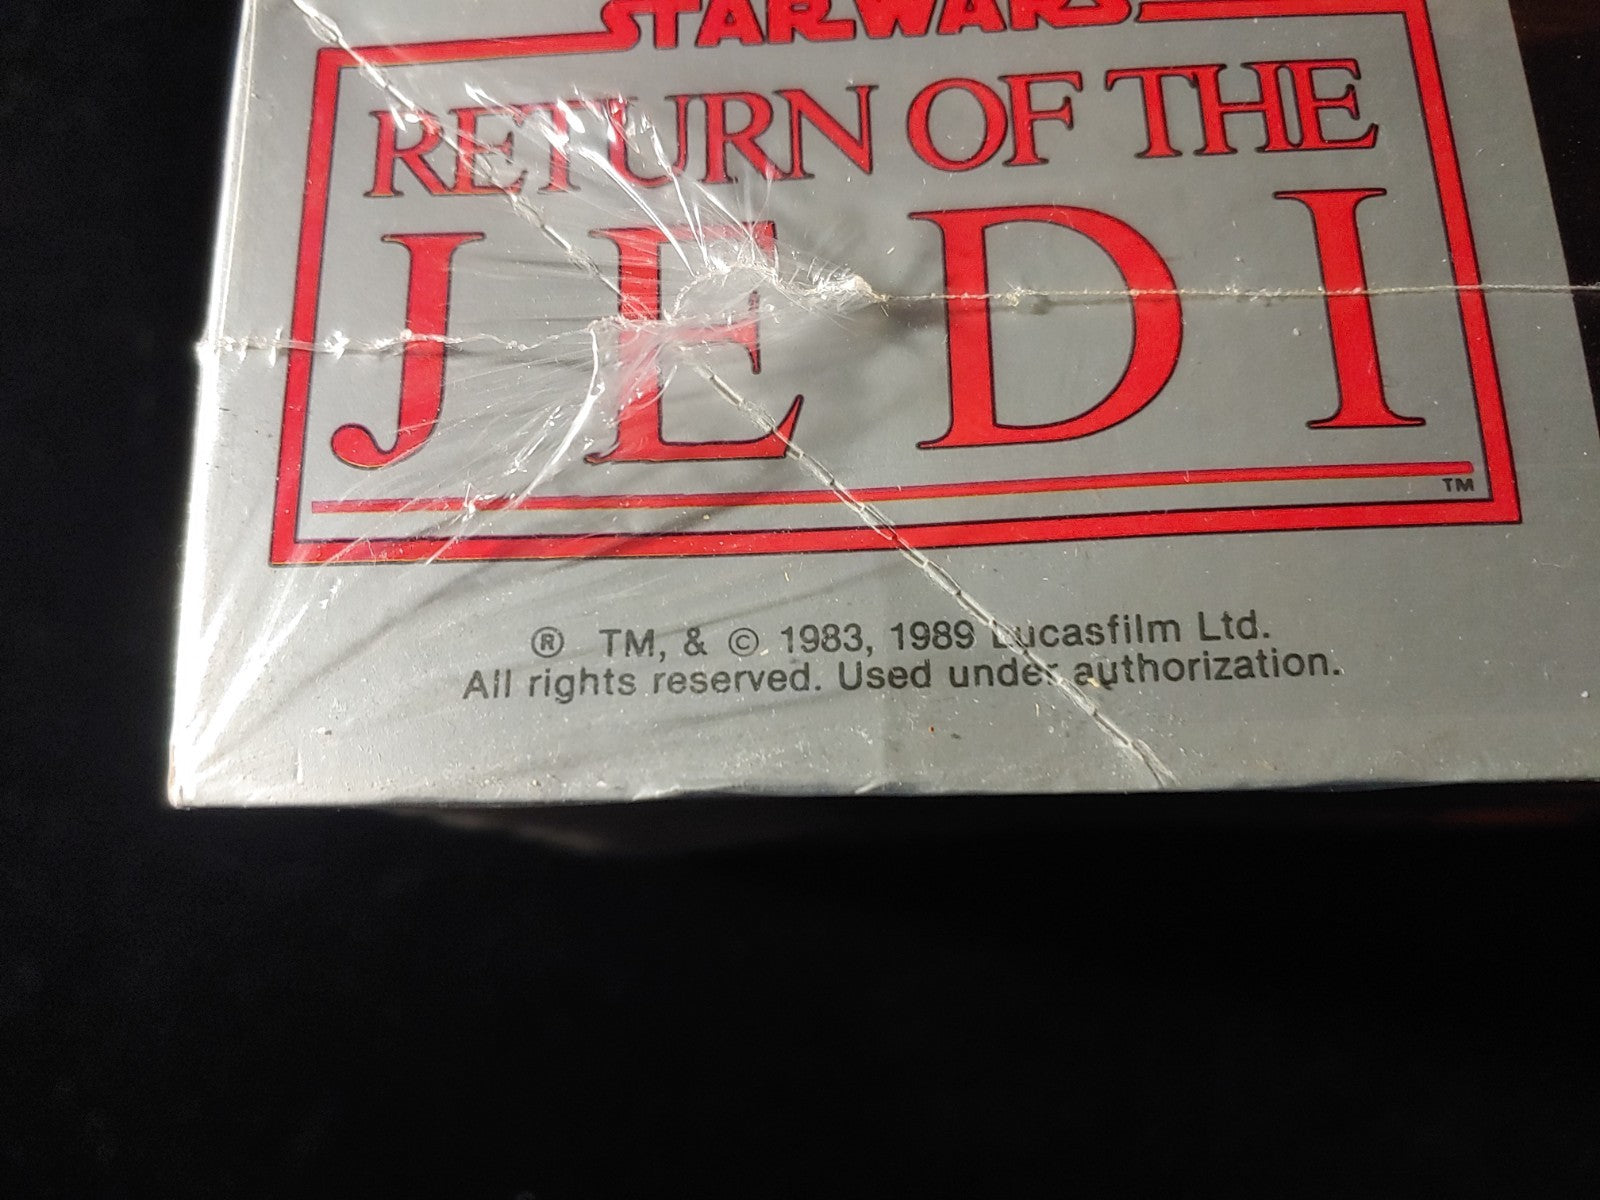 STAR WARS
RETURN OF THE
JEDI
TM
® TM, & © 1983, 1989 Lucasfilm Ltd.
All rights reserved. Used under authorization.